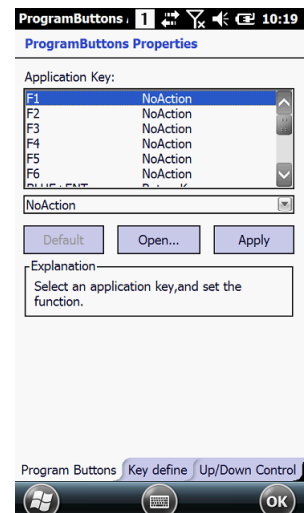 ProgramButtons 1 10:19
ProgramButtons Properties
Application Key:
F1 NoAction
F2 NoAction
F3 NoAction
F4 NoAction
F5 NoAction
F6 NoAction
NoAction
Default Open... Apply
Explanation
Select an application key,and set the
function.
Program Buttons Key define Up/Down Control
OK